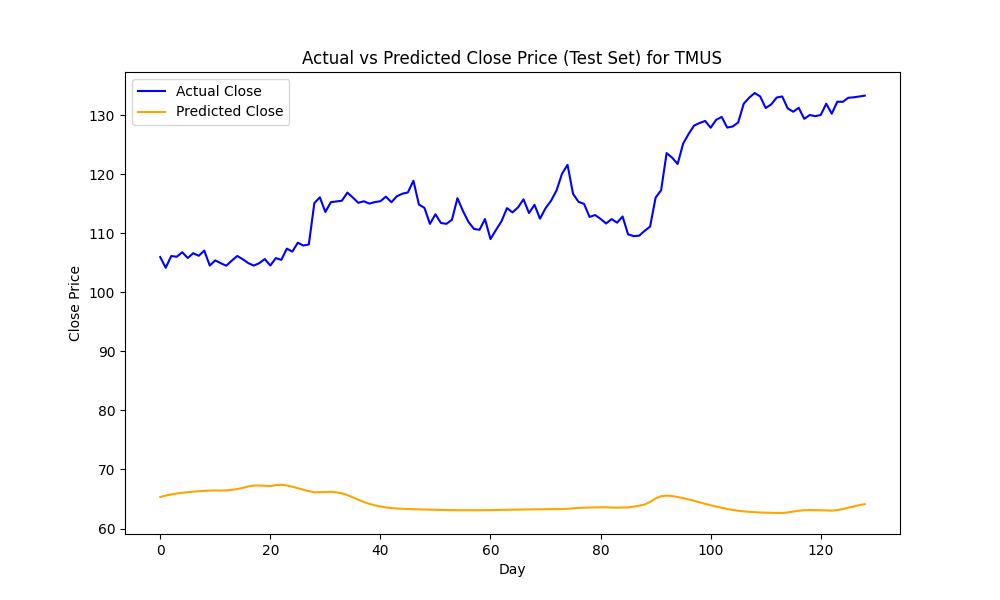 Actual vs Predicted Close Price (Test Set) for TMUS
Actual Close
Predicted Close
Close Price
130
120
110
100
90
80
70
60
0 20 40 60 80 100 120
Day